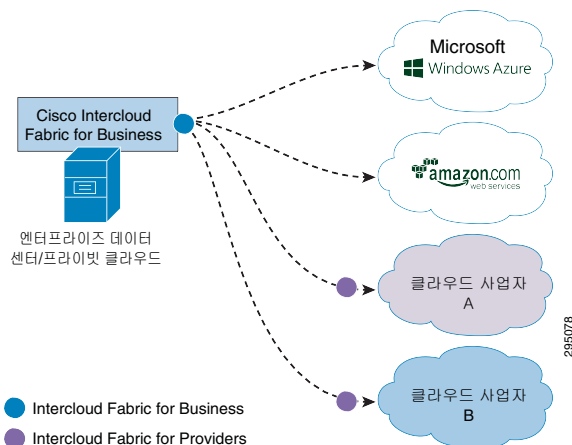 Microsoft
Windows Azure
Cisco Intercloud
Fabric for Business
amazon.com
web services
엔터프라이즈 데이터
센터/프라이빗 클라우드
클라우드 사업자
A
클라우드 사업자
B
295078
Intercloud Fabric for Business
Intercloud Fabric for Providers